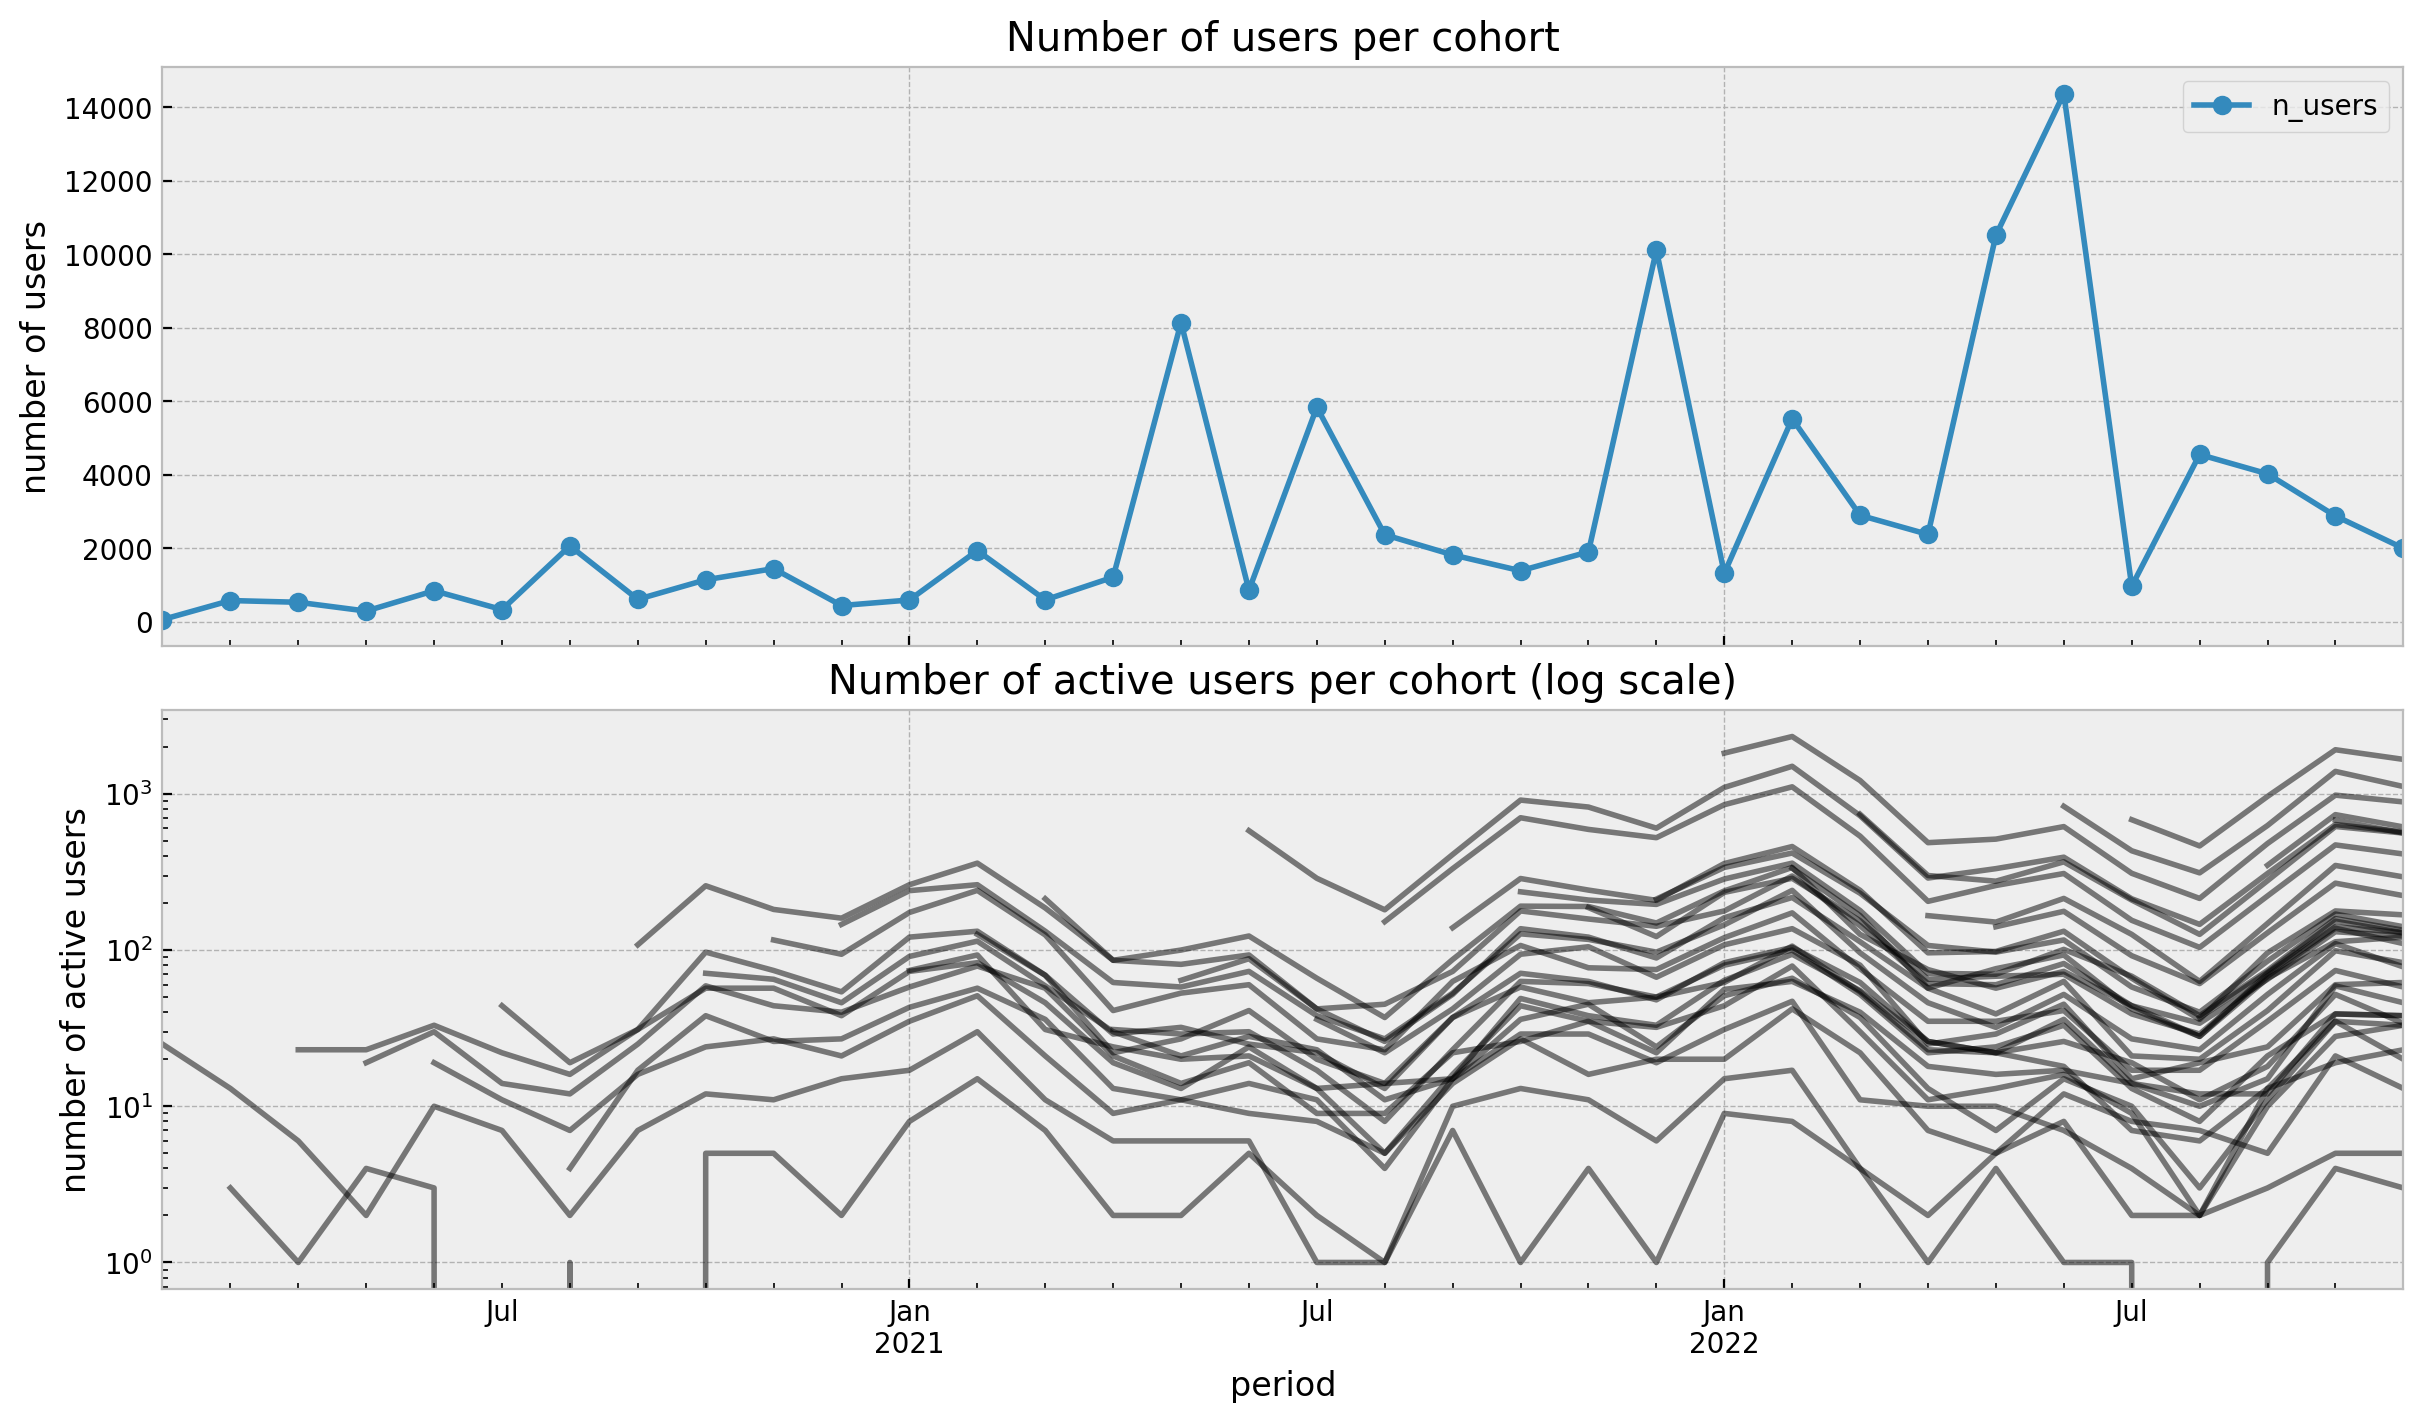 Number of users per cohort
14000
12000
10000
8000
6000
4000
2000
0
number of users
n_users
Number of active users per cohort (log scale)
10³
10²
10¹
10⁰
number of active users
Jul
Jan
2021
Jul
Jan
2022
Jul
period